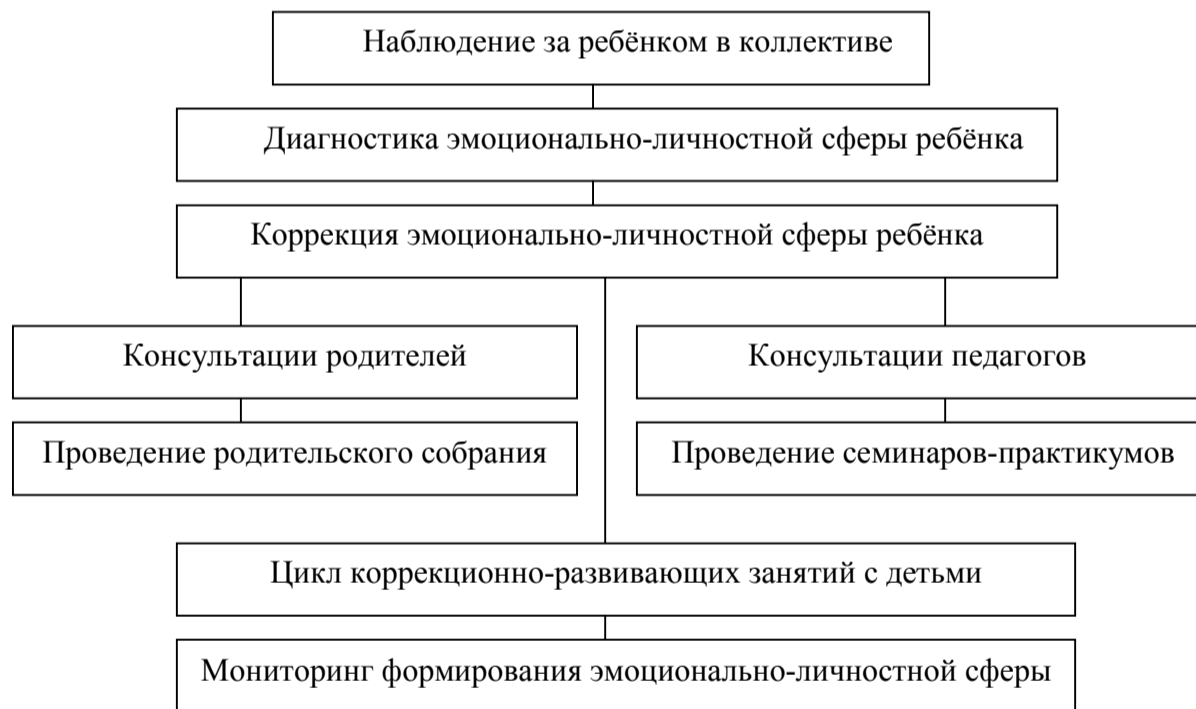 Наблюдение за ребёнком в коллективе
Диагностика эмоционально-личностной сферы ребёнка
Коррекция эмоционально-личностной сферы ребёнка
Консультации родителей
Консультации педагогов
Проведение родительского собрания
Проведение семинаров-практикумов
Цикл коррекционно-развивающих занятий с детьми
Мониторинг формирования эмоционально-личностной сферы